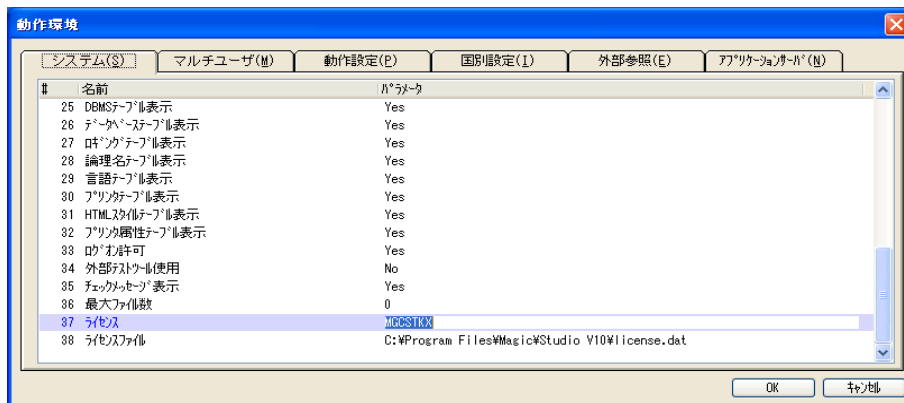 動作環境
システム(S) マルチユーザ(M) 動作設定(P) 国別設定(I) 外部参照(E) ｱﾌﾟﾘｹｰｼｮﾝｻｰﾊﾞ(N)
# 名前 ﾊﾟﾗﾒｰﾀ
25 DBMSﾃｰﾌﾞﾙ表示 Yes
26 ﾃﾞｰﾀﾍﾞｰｽﾃｰﾌﾞﾙ表示 Yes
27 ﾛｷﾞﾝｸﾞﾃｰﾌﾞﾙ表示 Yes
28 論理名ﾃｰﾌﾞﾙ表示 Yes
29 言語ﾃｰﾌﾞﾙ表示 Yes
30 ﾌﾟﾘﾝﾀﾃｰﾌﾞﾙ表示 Yes
31 HTMLｽﾀｲﾙﾃｰﾌﾞﾙ表示 Yes
32 ﾌﾟﾘﾝﾀ属性ﾃｰﾌﾞﾙ表示 Yes
33 ﾛｸﾞｵﾝ許可 Yes
34 外部ﾃｽﾄﾂｰﾙ使用 No
35 ﾁｪｯｸﾒｯｾｰｼﾞ表示 Yes
36 最大ﾌｧｲﾙ数 0
37 ﾗｲｾﾝｽ MGCSTKX
38 ﾗｲｾﾝｽﾌｧｲﾙ C:¥Program Files¥Magic¥Studio V10¥license.dat
OK ｷｬﾝｾﾙ